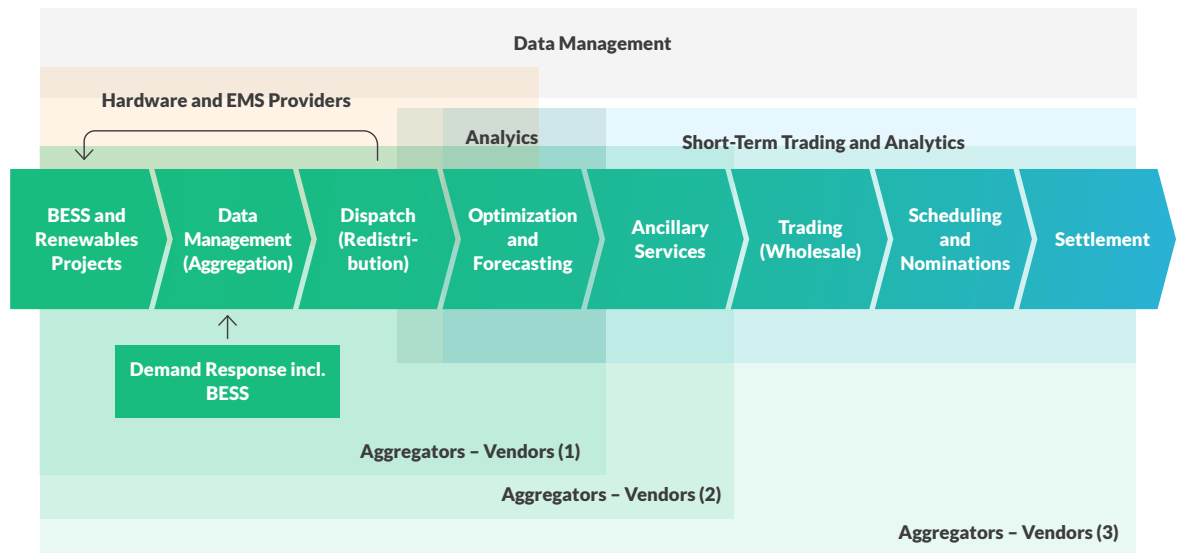 Data Management
Hardware and EMS Providers
Analyics
Short-Term Trading and Analytics
BESS and
Renewables
Projects
Data
Management
(Aggregation)
Dispatch
(Redistri-
bution)
Optimization
and
Forecasting
Ancillary
Services
Trading
(Wholesale)
Scheduling
and
Nominations
Settlement
Demand Response incl.
BESS
Aggregators – Vendors (1)
Aggregators – Vendors (2)
Aggregators – Vendors (3)